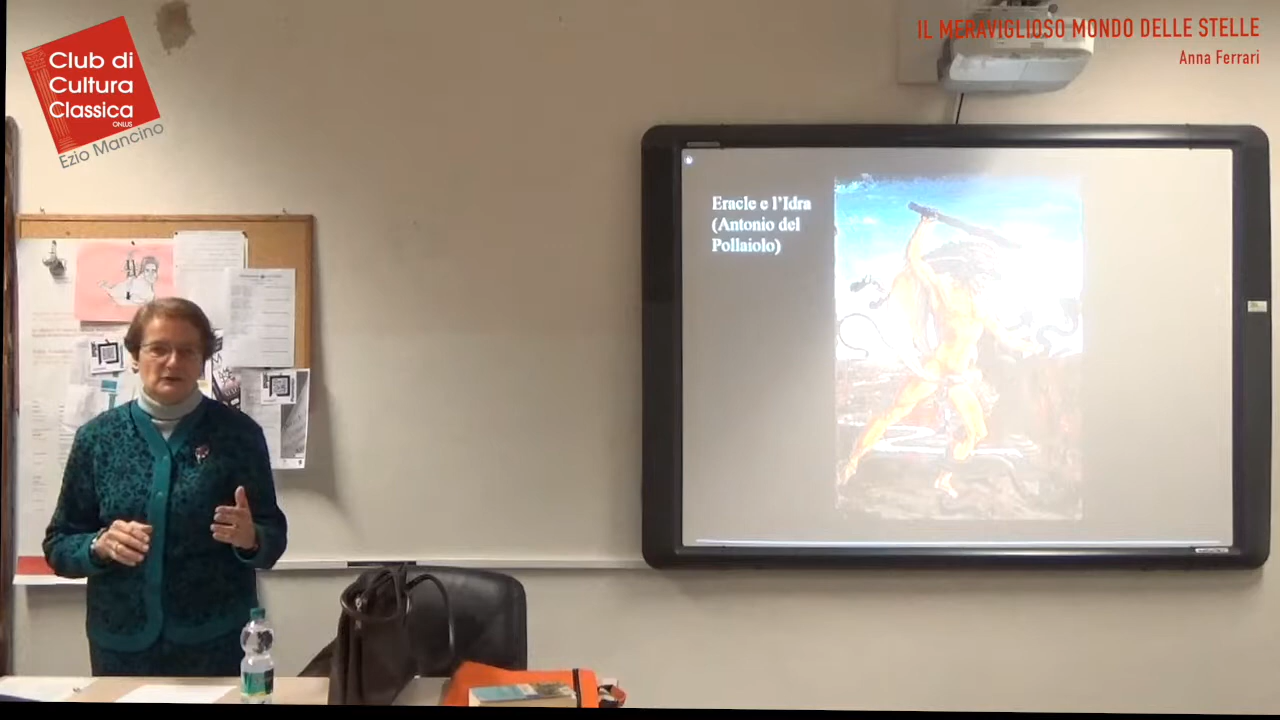 Club di
Cultura
Classica
ONLUS
Ezio Mancino
IL MERAVIGLIOSO MONDO DELLE STELLE
Anna Ferrari
Eracle e l'Idra
(Antonio del
Pollaiolo)